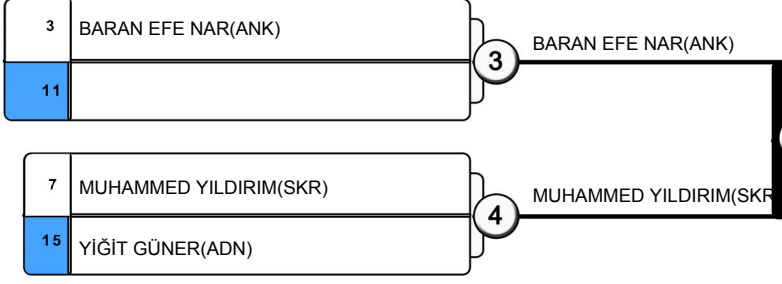 3 BARAN EFE NAR(ANK)
3 BARAN EFE NAR(ANK)
11
7 MUHAMMED YILDIRIM(SKR)
4 MUHAMMED YILDIRIM(SKR
15 YİĞİT GÜNER(ADN)